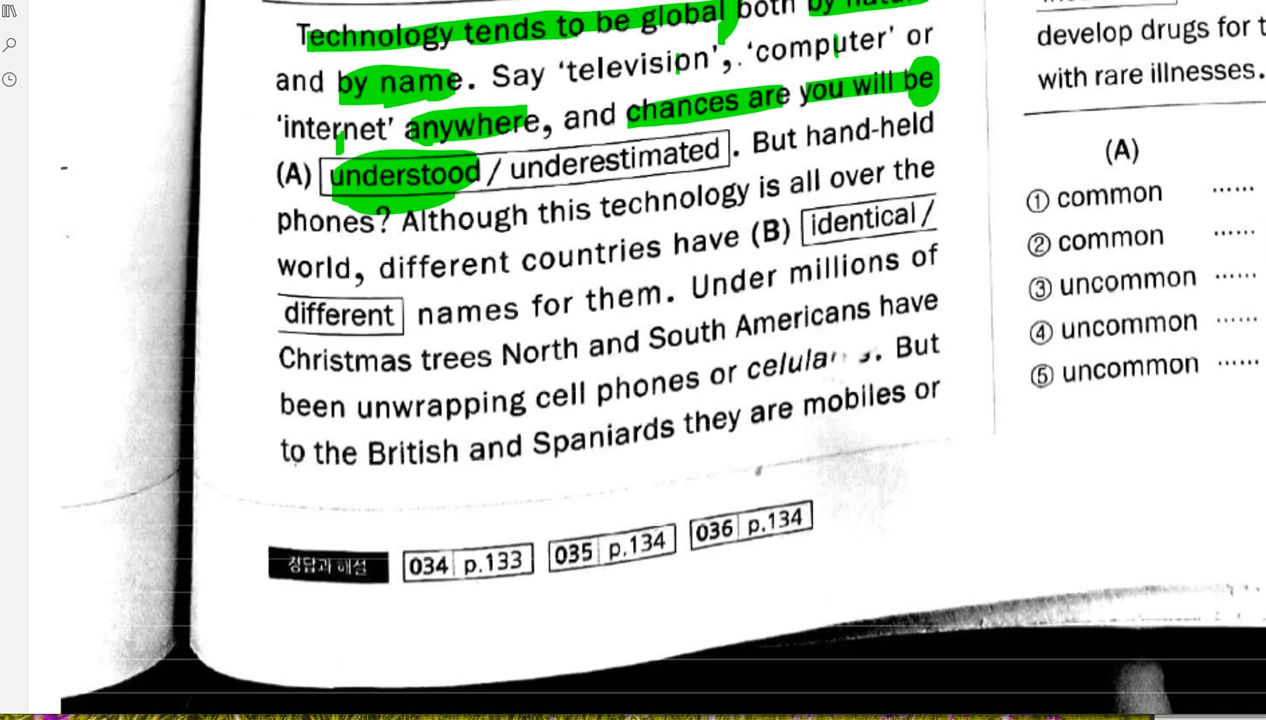 Technology tends to be global both by
and by name. Say ‘television’, ‘computer’ or
‘internet’ anywhere, and chances are you will be
(A) understood / underestimated . But hand-held
phones? Although this technology is all over the
world, different countries have (B) identical /
different names for them. Under millions of
Christmas trees North and South Americans have
been unwrapping cell phones or But
to the British and Spaniards they are mobiles or
정답과 해설 034 p.133 035 p.134 036 p.134
develop drugs for
with rare illnesses.
(A)
① common ······
② common ······
③ uncommon ······
④ uncommon ······
⑤ uncommon ······